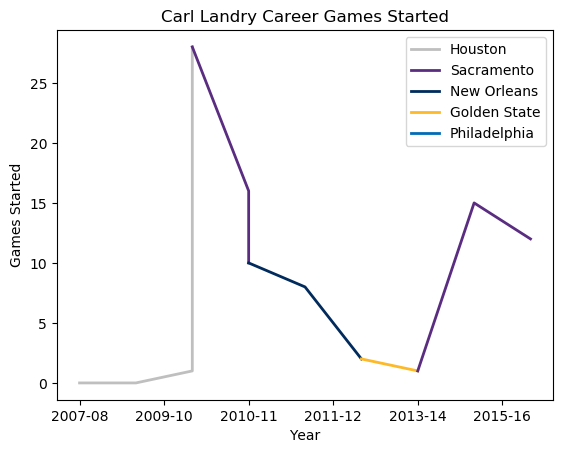 Carl Landry Career Games Started
Houston
Sacramento
New Orleans
Golden State
Philadelphia
Games Started
25
20
15
10
5
0
2007-08 2009-10 2010-11 2011-12 2013-14 2015-16
Year